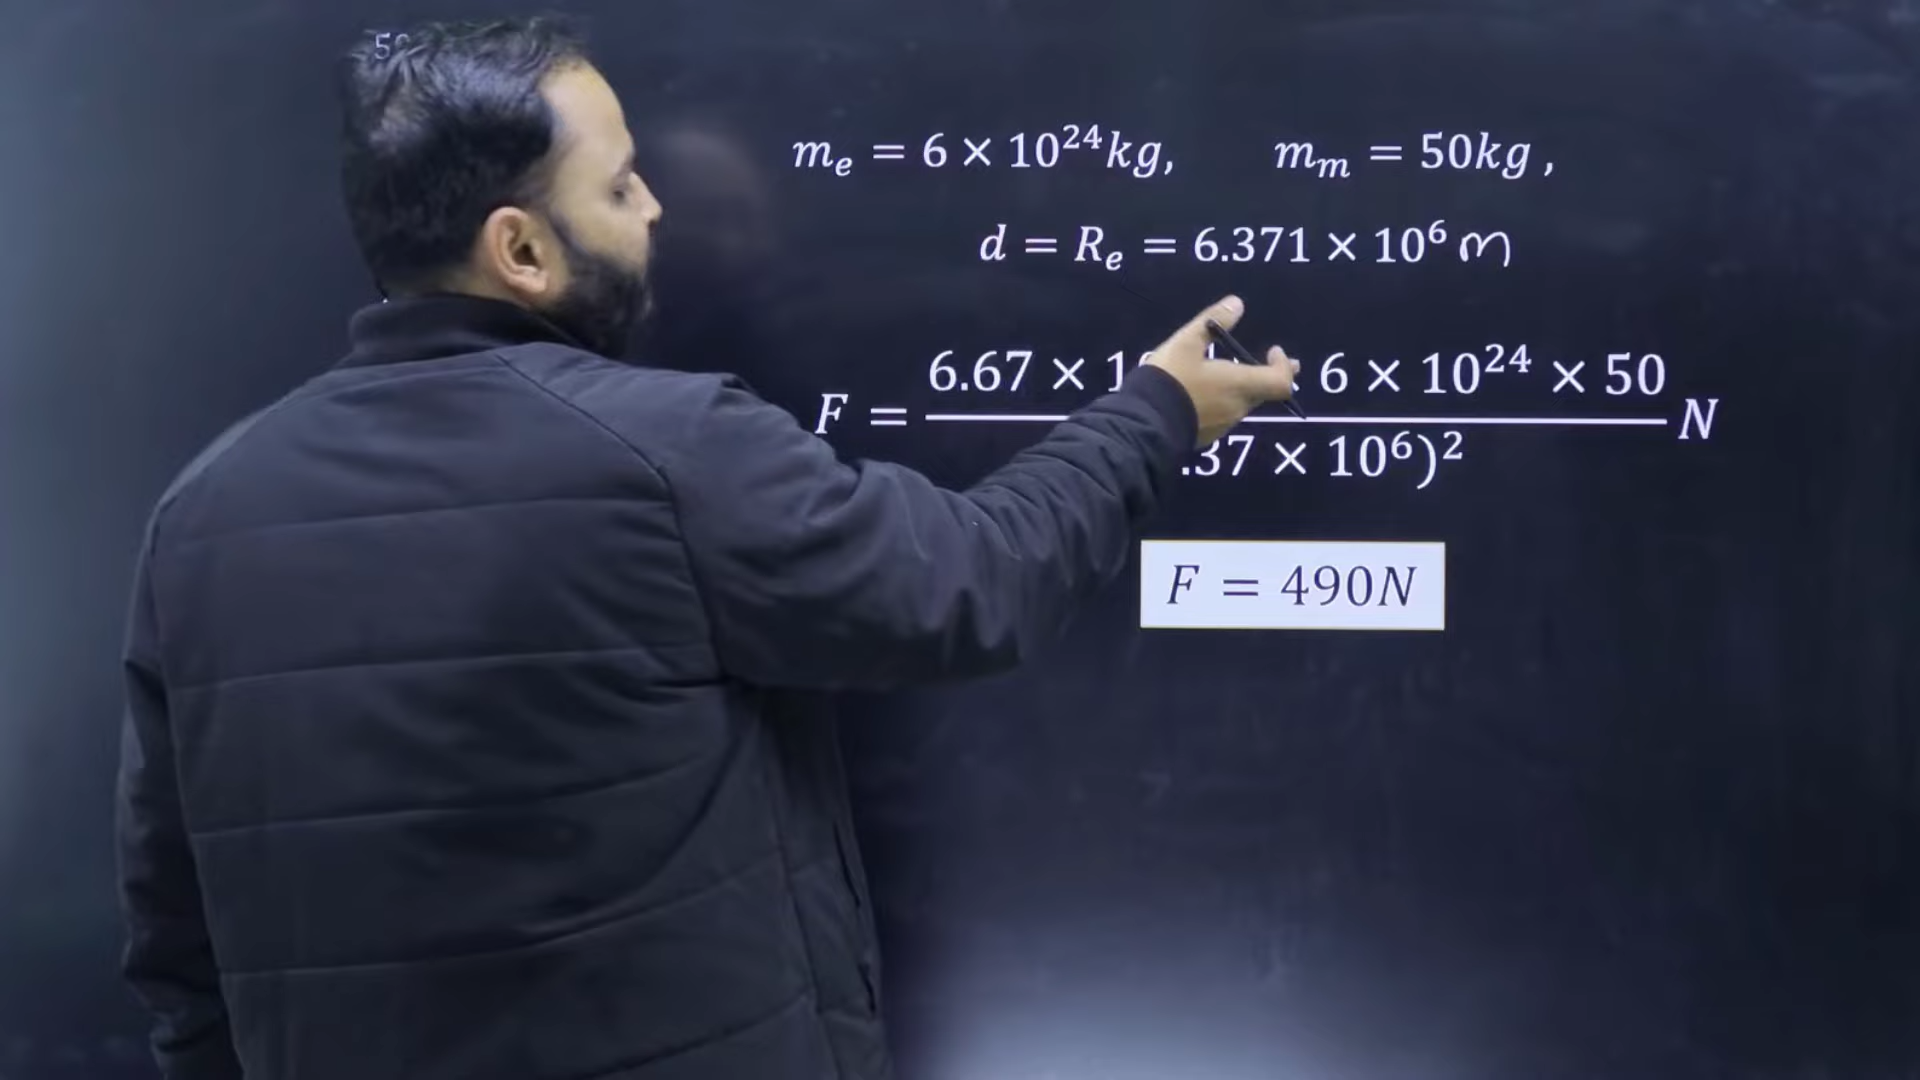 mₑ = 6 × 10²⁴kg, mₘ = 50kg ,
d = Rₑ = 6.371 × 10⁶ m
F = 6.67 × 1 6 × 10²⁴ × 50 N
.37 × 10⁶)²
F = 490N